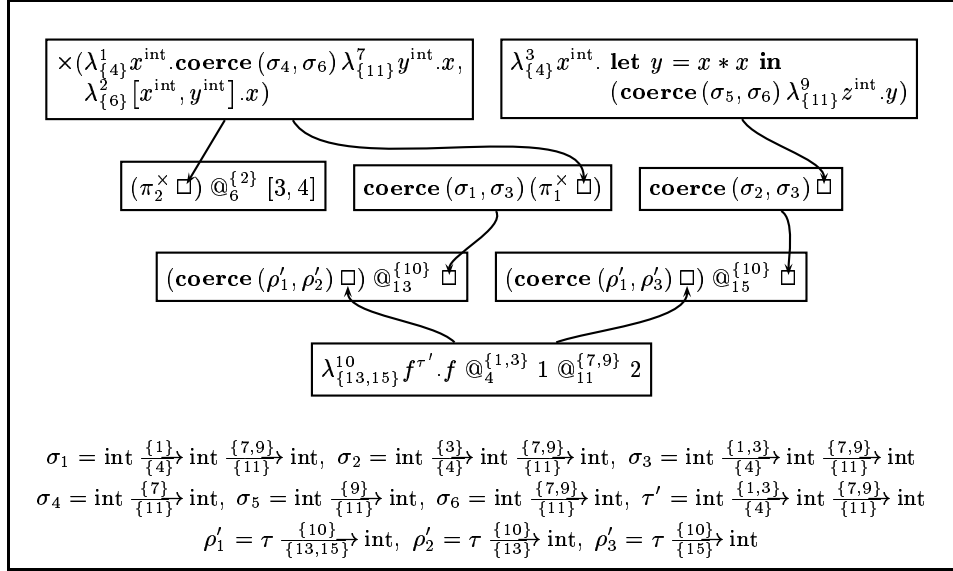 ×(λ^1_{4}x^int.coerce (σ_4, σ_6) λ^7_{11}y^int.x,
λ^2_{6}[x^int, y^int].x)
λ^3_{4}x^int. let y = x ∗ x in
(coerce (σ_5, σ_6) λ^9_{11}z^int.y)
(π^×_2 □) @^{2}_6 [3, 4]
coerce (σ_1, σ_3) (π^×_1 □)
coerce (σ_2, σ_3) □
(coerce (ρ′_1, ρ′_2) □) @^{10}_13 □
(coerce (ρ′_1, ρ′_3) □) @^{10}_15 □
λ^10_{13,15}f^τ′.f @^{1,3}_4 1 @^{7,9}_11 2
σ_1 = int {1}/{4}→ int {7,9}/{11}→ int, σ_2 = int {3}/{4}→ int {7,9}/{11}→ int, σ_3 = int {1,3}/{4}→ int {7,9}/{11}→ int
σ_4 = int {7}/{11}→ int, σ_5 = int {9}/{11}→ int, σ_6 = int {7,9}/{11}→ int, τ′ = int {1,3}/{4}→ int {7,9}/{11}→ int
ρ′_1 = τ {10}/{13,15}→ int, ρ′_2 = τ {10}/{13}→ int, ρ′_3 = τ {10}/{15}→ int